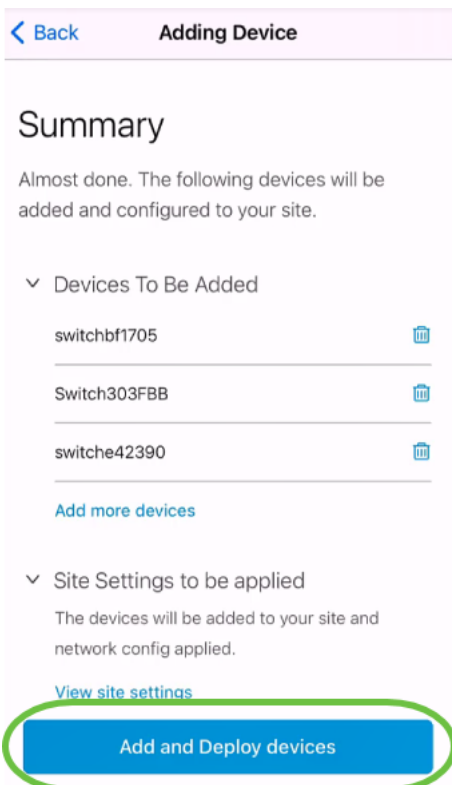 Back
Adding Device
Summary
Almost done. The following devices will be
added and configured to your site.
Devices To Be Added
switchbf1705
Switch303FBB
switche42390
Add more devices
Site Settings to be applied
The devices will be added to your site and
network config applied.
View site settings
Add and Deploy devices